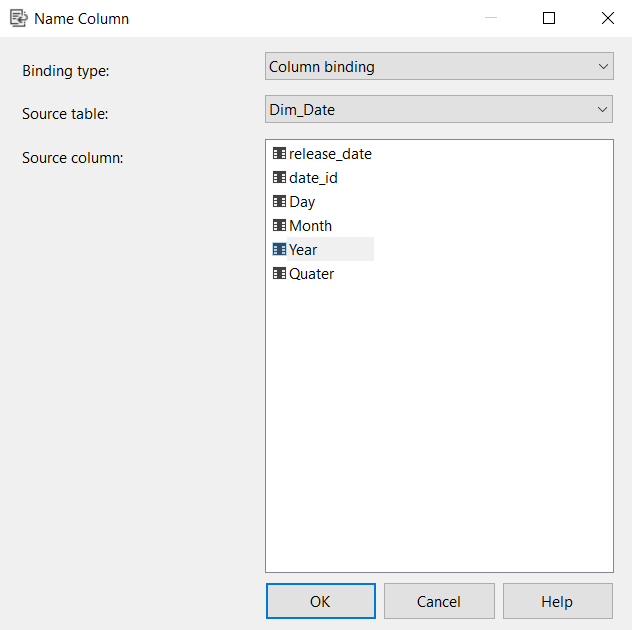 Name Column
Binding type:
Column binding
Source table:
Dim_Date
Source column:
release_date
date_id
Day
Month
Year
Quater
OK
Cancel
Help